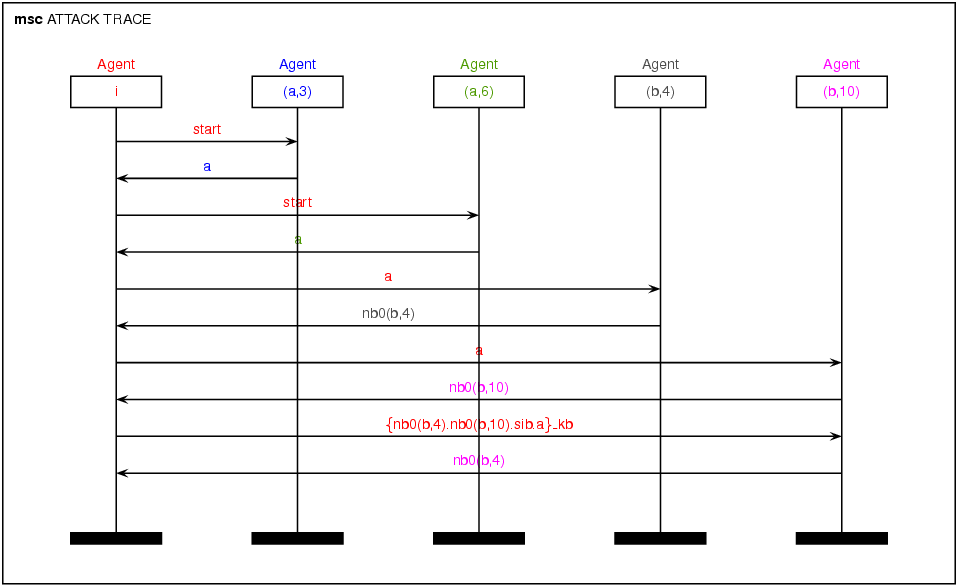 msc ATTACK TRACE
Agent Agent Agent Agent Agent
i (a,3) (a,6) (b,4) (b,10)
start
a
start
a
a
nb0(b,4)
a
nb0(b,10)
{nb0(b,4).nb0(b,10).sib.a}_kb
nb0(b,4)